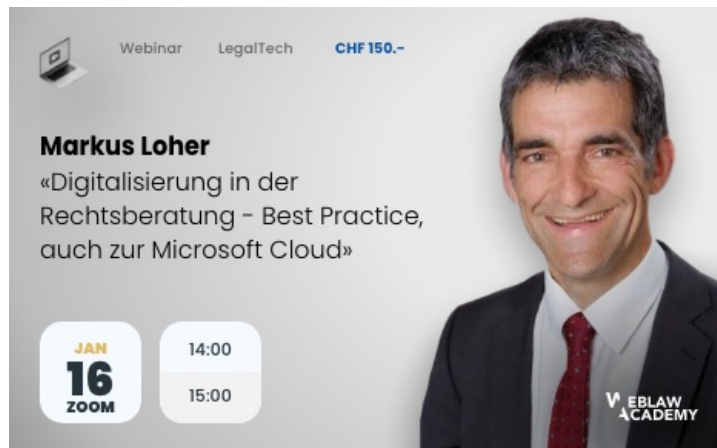 Webinar LegalTech CHF 150.-
Markus Loher
«Digitalisierung in der
Rechtsberatung - Best Practice,
auch zur Microsoft Cloud»
JAN
16
ZOOM
14:00
15:00
WEBLAW
ACADEMY